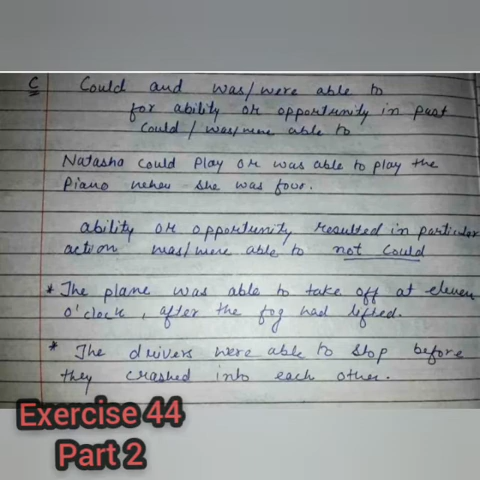 C Could and was/were able to
for ability or opportunity in past
could / was/were able to
Natasha could play or was able to play the
Piano nehen she was four.
ability or opportunity resulted in particular
action was/were able to not could
* The plane was able to take off at eleven
o'clock, after the fog had lifted.
* The drivers were able to stop before
they crashed into each other.
Exercise 44
Part 2